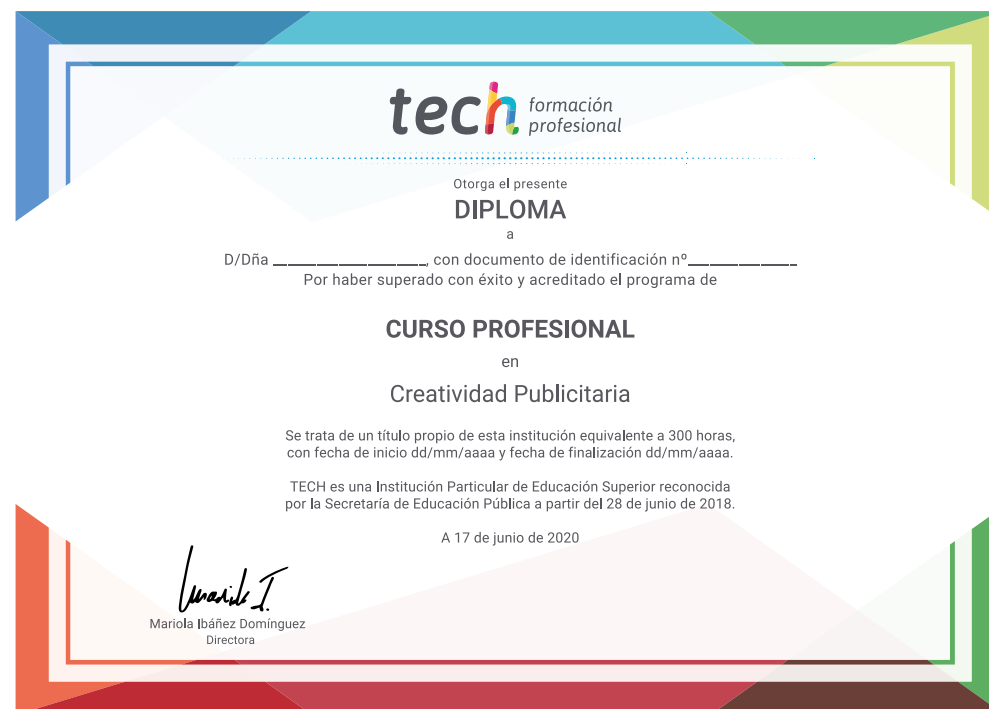 tech formación
profesional
Otorga el presente
DIPLOMA
a
D/Dña ____________________, con documento de identificación nº______________
Por haber superado con éxito y acreditado el programa de
CURSO PROFESIONAL
en
Creatividad Publicitaria
Se trata de un título propio de esta institución equivalente a 300 horas,
con fecha de inicio dd/mm/aaaa y fecha de finalización dd/mm/aaaa.
TECH es una Institución Particular de Educación Superior reconocida
por la Secretaría de Educación Pública a partir del 28 de junio de 2018.
A 17 de junio de 2020
Mariola Ibáñez Domínguez
Directora